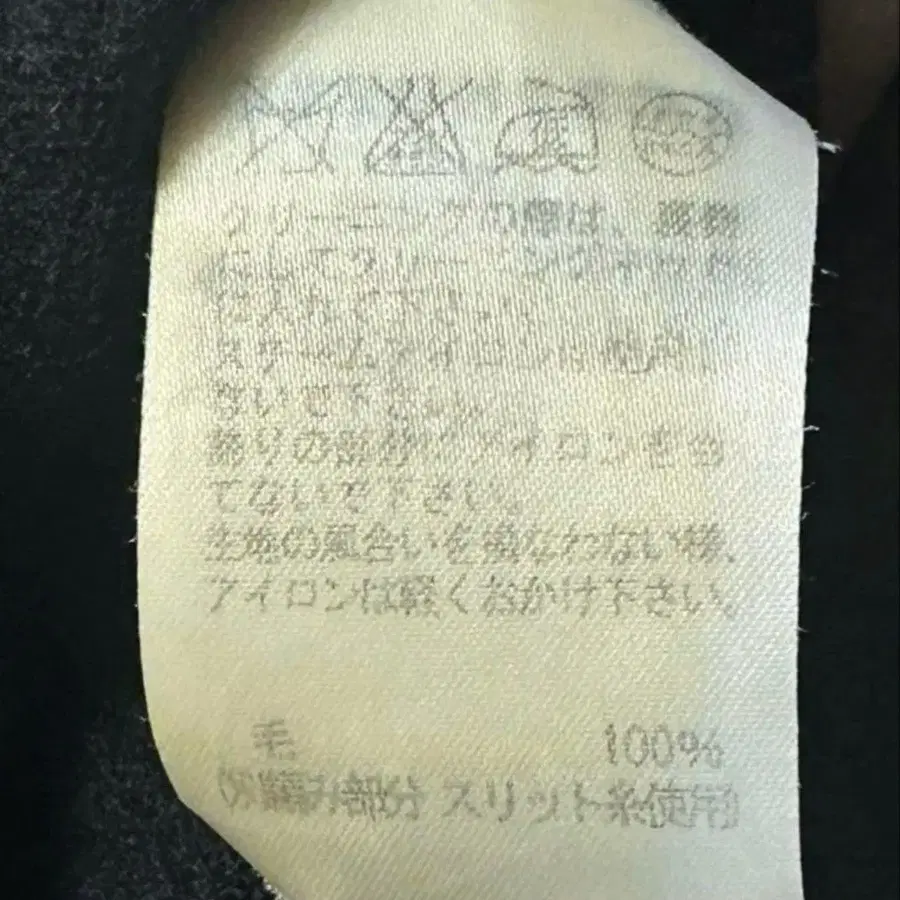 クリーニングの際は、裏物
にしてクリーニングネット
に入れて下さい。
スチームアイロンは使用し
ないで下さい。
飾りの部分にアイロンを当
てないで下さい。
生地の風合いを損なわない様、
アイロンは軽くおかけ下さい。
毛 100%
部分 スリット糸使用)